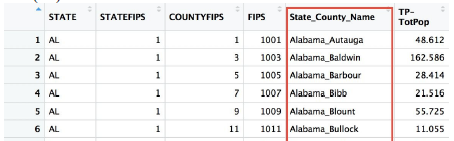 STATE STATEFIPS COUNTYFIPS FIPS State_County_Name TP-TotPop
1 AL 1 1 1001 Alabama_Autauga 48.612
2 AL 1 3 1003 Alabama_Baldwin 162.586
3 AL 1 5 1005 Alabama_Barbour 28.414
4 AL 1 7 1007 Alabama_Bibb 21.516
5 AL 1 9 1009 Alabama_Blount 55.725
6 AL 1 11 1011 Alabama_Bullock 11.055